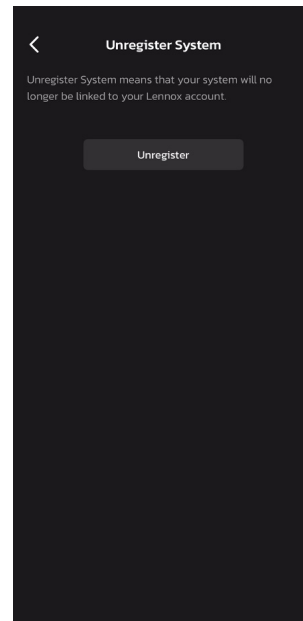 Unregister System
Unregister System means that your system will no
longer be linked to your Lennox account.
Unregister